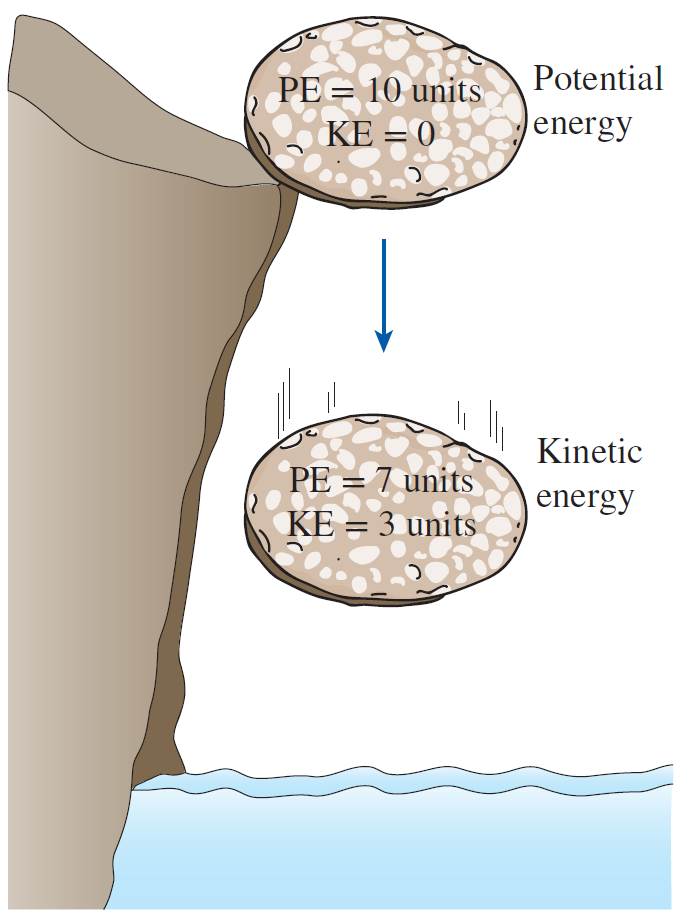 PE = 10 units
KE = 0
Potential
energy
PE = 7 units
KE = 3 units
Kinetic
energy